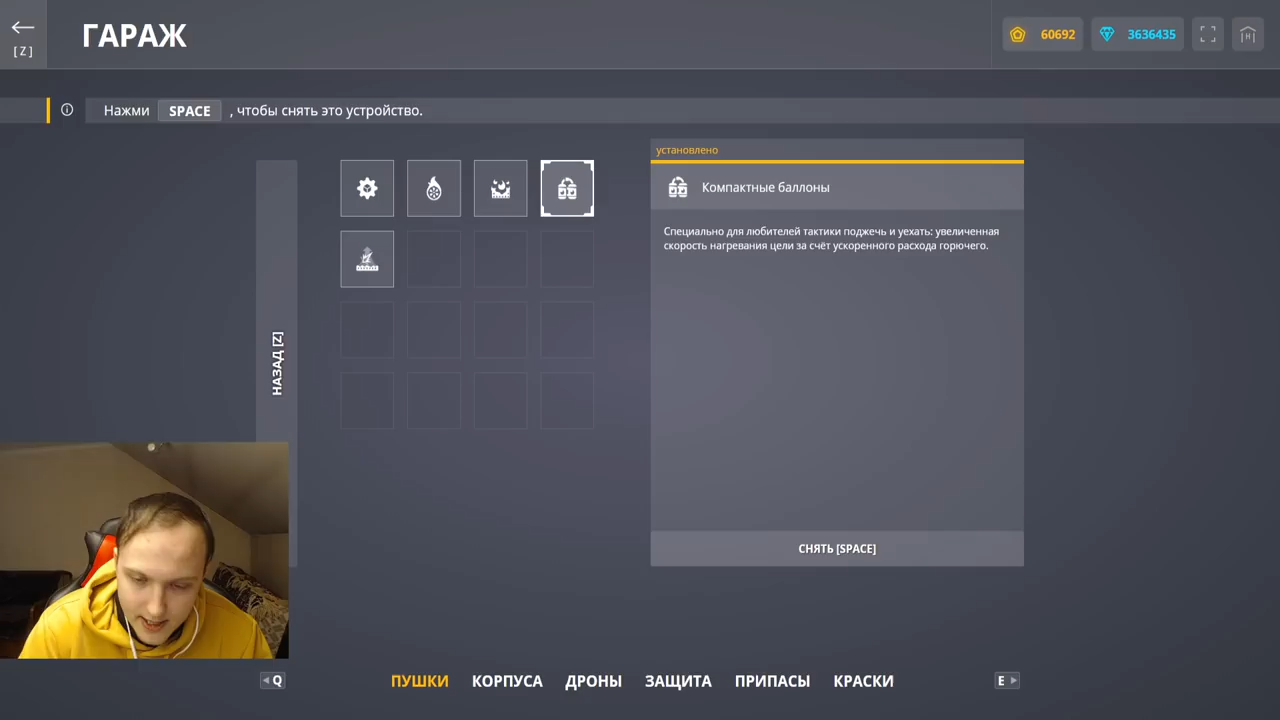 [Z]
ГАРАЖ
60692
3636435
Нажми SPACE , чтобы снять это устройство.
установлено
Компактные баллоны
Специально для любителей тактики поджечь и уехать: увеличенная
скорость нагревания цели за счёт ускоренного расхода горючего.
НАЗАД [Z]
СНЯТЬ [SPACE]
Q
ПУШКИ
КОРПУСА
ДРОНЫ
ЗАЩИТА
ПРИПАСЫ
КРАСКИ
E